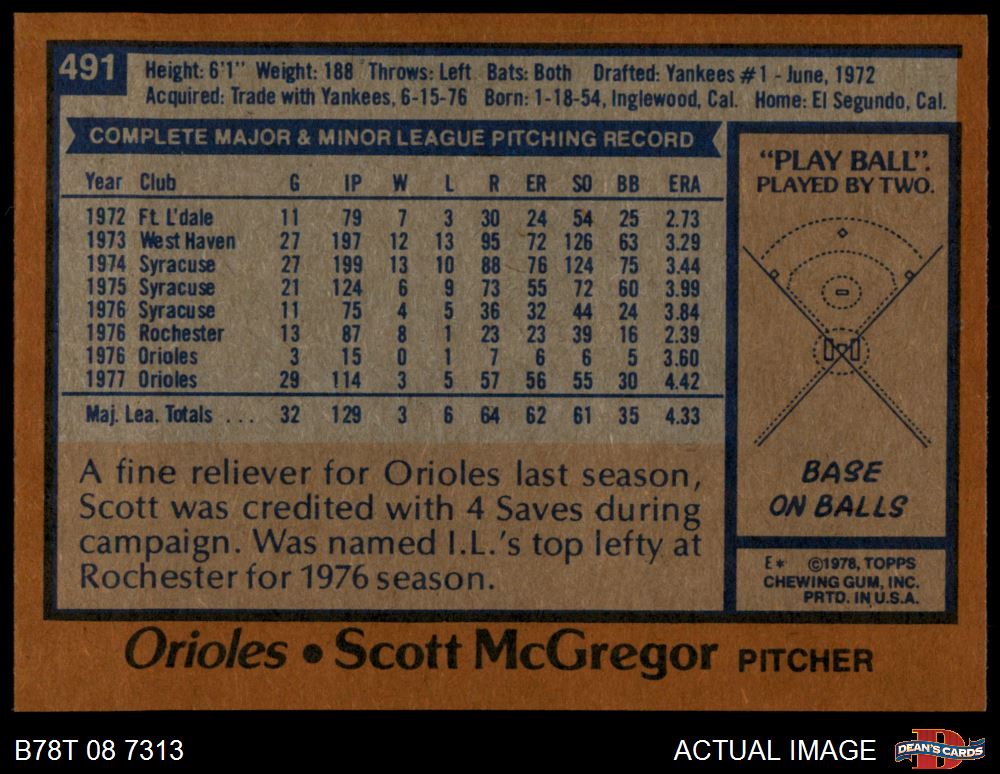 491
Height: 6'1" Weight: 188 Throws: Left Bats: Both Drafted: Yankees #1 - June, 1972
Acquired: Trade with Yankees, 6-15-76 Born: 1-18-54, Inglewood, Cal. Home: El Segundo, Cal.
COMPLETE MAJOR & MINOR LEAGUE PITCHING RECORD
Year Club G IP W L R ER SO BB ERA
1972 Ft. L'dale 11 79 7 3 30 24 54 25 2.73
1973 West Haven 27 197 12 13 95 72 126 63 3.29
1974 Syracuse 27 199 13 10 88 76 124 75 3.44
1975 Syracuse 21 124 6 9 73 55 72 60 3.99
1976 Syracuse 11 75 4 5 36 32 44 24 3.84
1976 Rochester 13 87 8 1 23 23 39 16 2.39
1976 Orioles 3 15 0 1 7 6 6 5 3.60
1977 Orioles 29 114 3 5 57 56 55 30 4.42
Maj. Lea. Totals ... 32 129 3 6 64 62 61 35 4.33
A fine reliever for Orioles last season,
Scott was credited with 4 Saves during
campaign. Was named I.L.'s top lefty at
Rochester for 1976 season.
"PLAY BALL".
PLAYED BY TWO.
BASE
ON BALLS
E* ©1978, TOPPS
CHEWING GUM, INC.
PRTD. IN U.S.A.
Orioles • Scott McGregor PITCHER
B78T 08 7313
ACTUAL IMAGE
D
DEAN'S CARDS